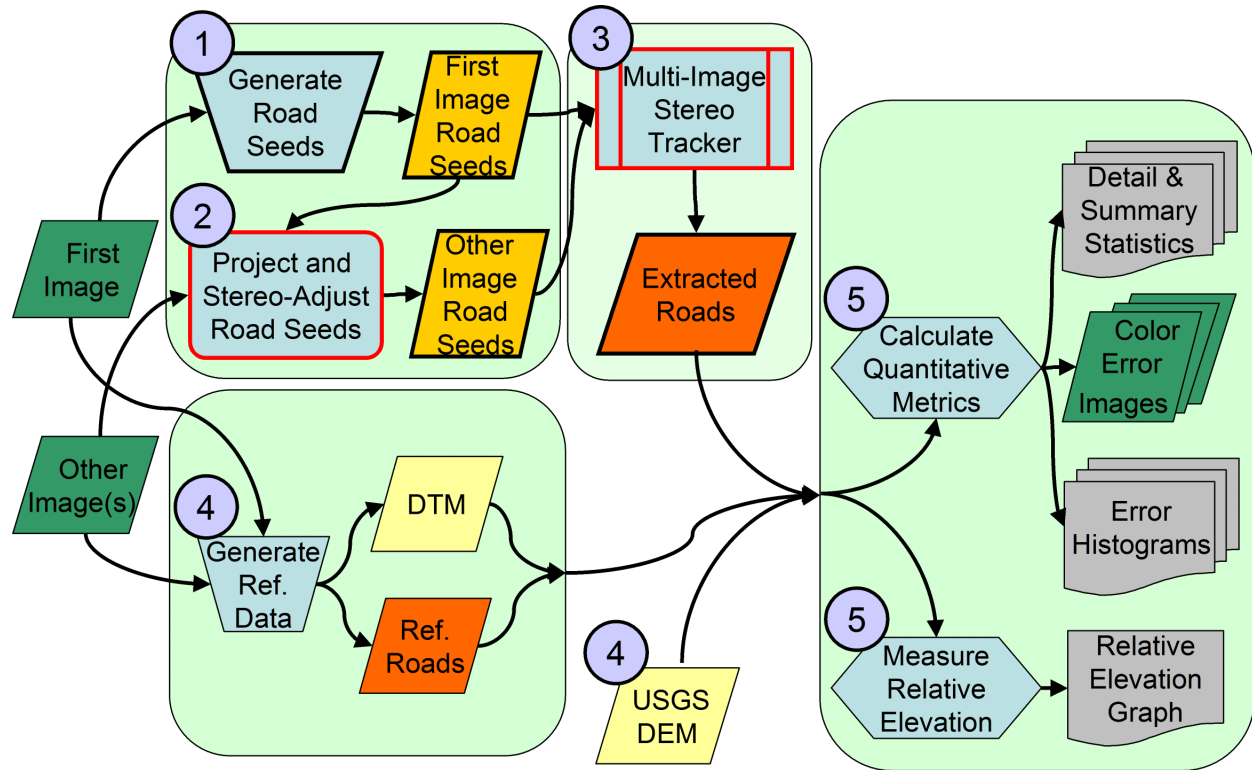 1
Generate
Road
Seeds
First
Image
Road
Seeds
3
Multi-Image
Stereo
Tracker
First
Image
2
Project and
Stereo-Adjust
Road Seeds
Other
Image
Road
Seeds
Extracted
Roads
Other
Image(s)
4
Generate
Ref.
Data
DTM
Ref.
Roads
4
USGS
DEM
5
Calculate
Quantitative
Metrics
Detail &
Summary
Statistics
Color
Error
Images
Error
Histograms
5
Measure
Relative
Elevation
Relative
Elevation
Graph